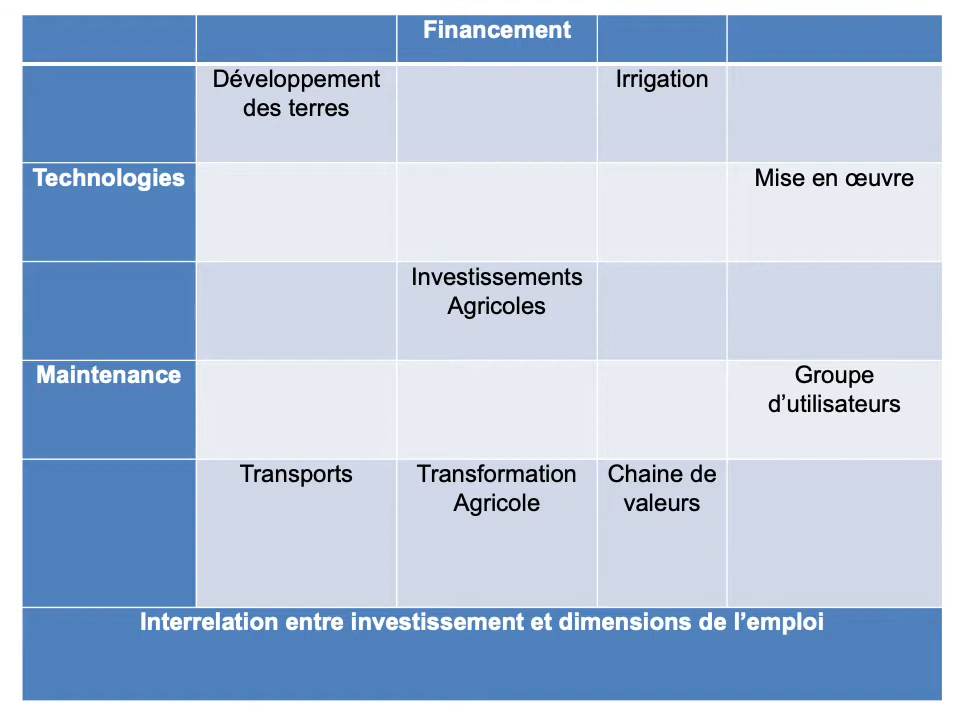 Financement
Développement
des terres
Irrigation
Technologies
Mise en œuvre
Investissements
Agricoles
Maintenance
Groupe
d’utilisateurs
Transports
Transformation
Agricole
Chaine de
valeurs
Interrelation entre investissement et dimensions de l’emploi